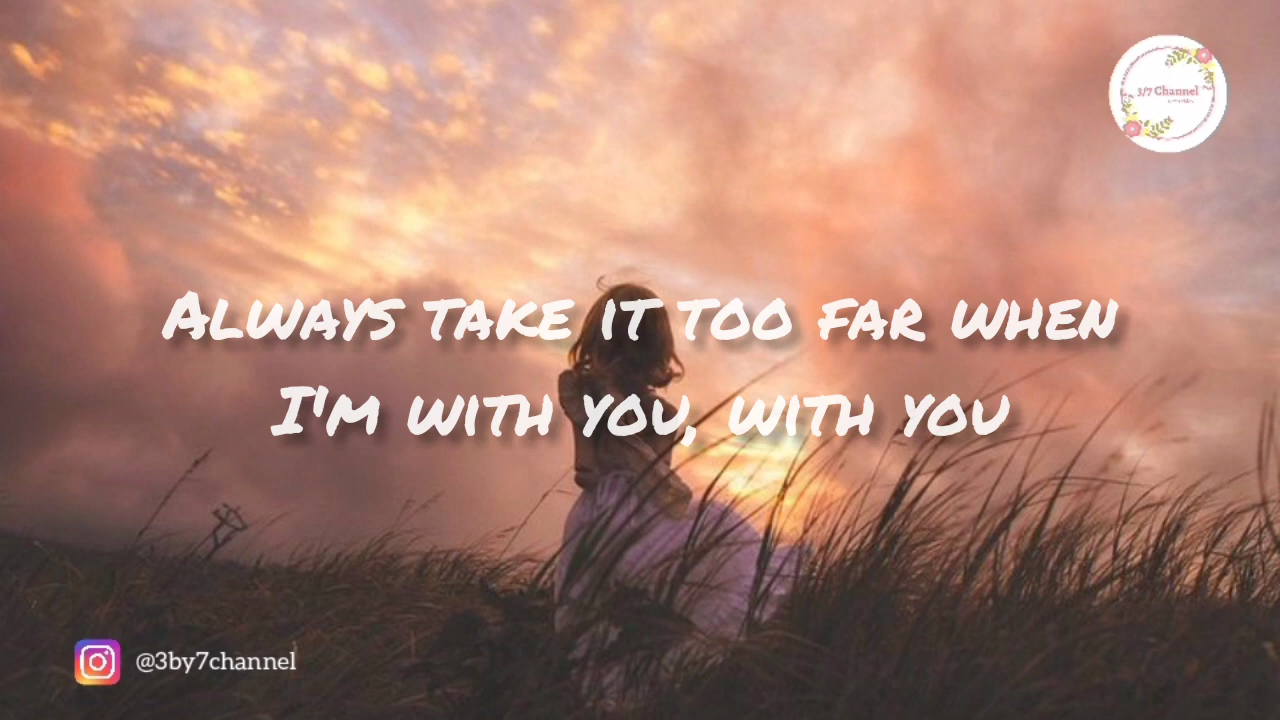 3/7 Channel
Always take it too far when
I'm with you, with you
@3by7channel